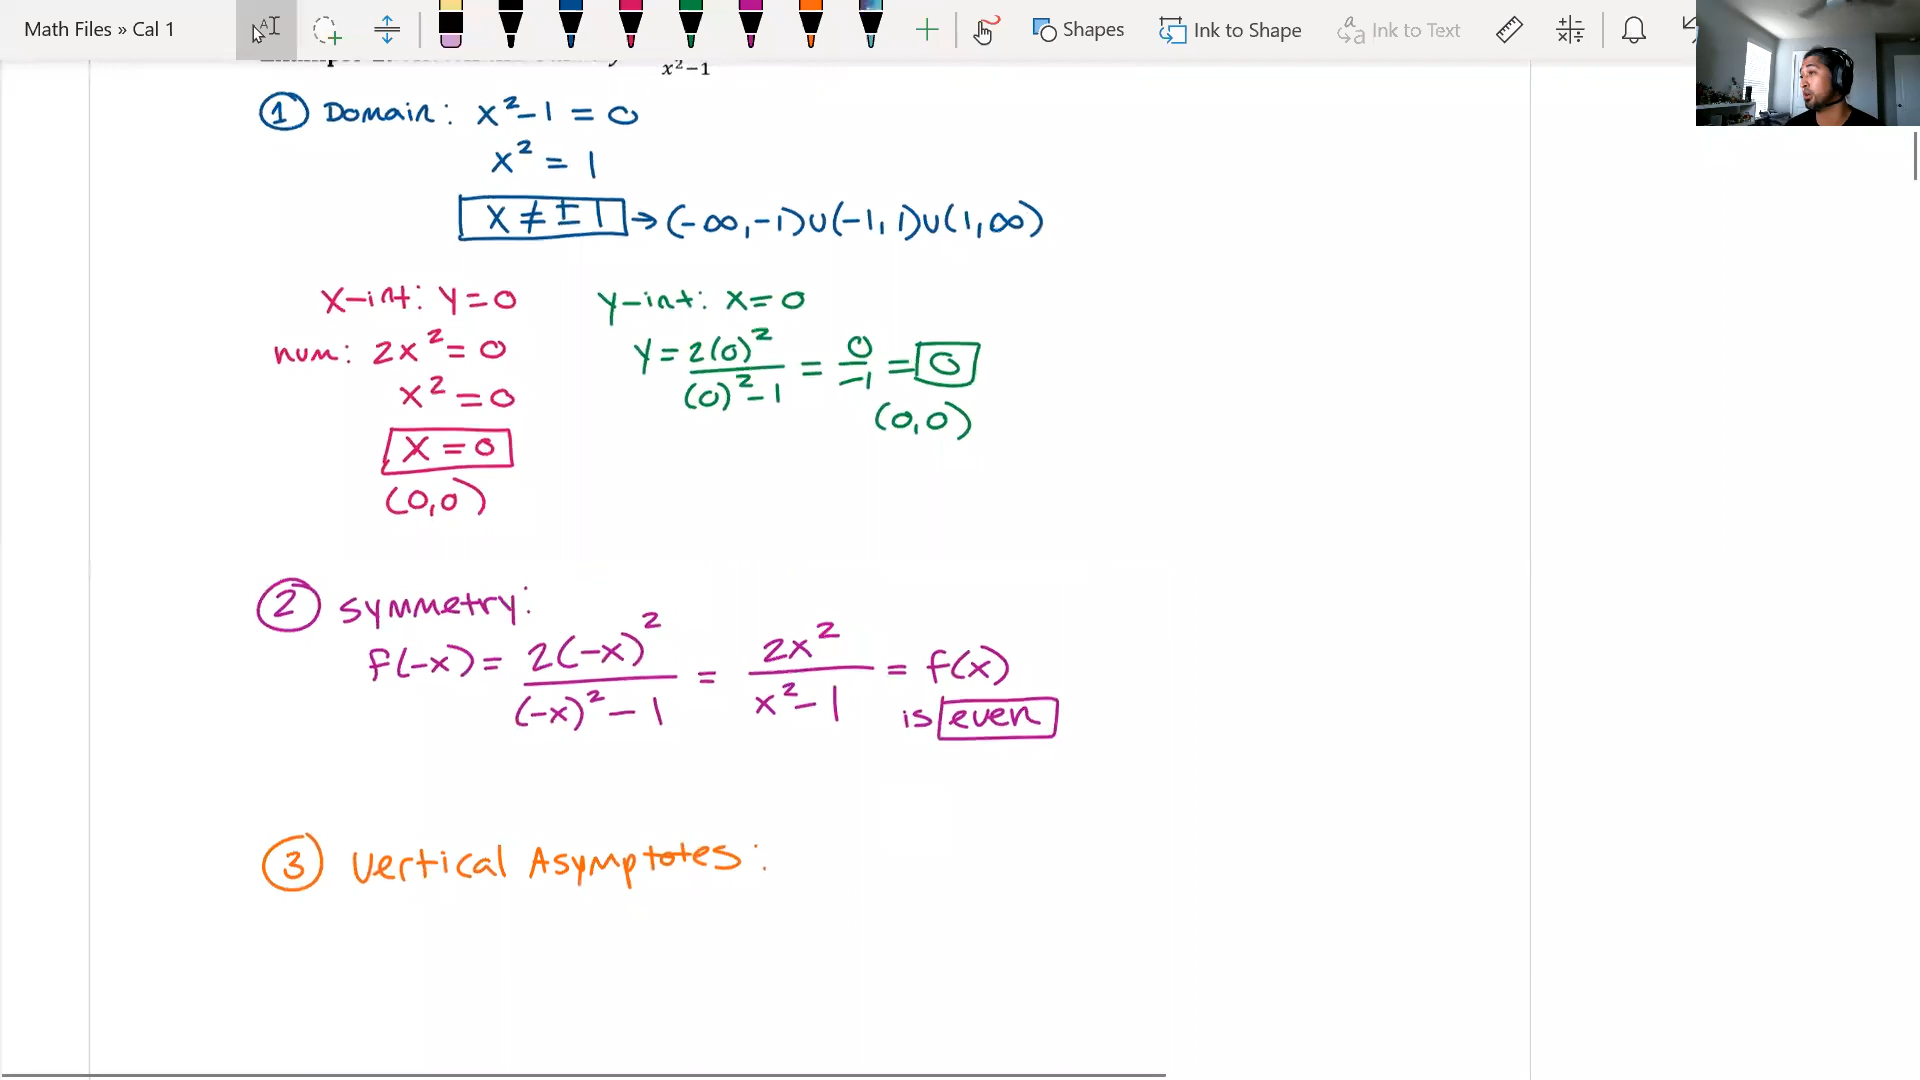 Math Files » Cal 1
Shapes
Ink to Shape
Ink to Text
x²−1
① Domain: x²-1 = 0
x² = 1
x ≠ ±1 → (-∞,-1)∪(-1,1)∪(1,∞)
x-int: y=0
num: 2x² = 0
x² = 0
x = 0
(0,0)
y-int: x=0
y = 2(0)²/(0)²-1 = 0/-1 = 0
(0,0)
② symmetry:
f(-x) = 2(-x)²/(-x)²-1 = 2x²/x²-1 = f(x)
is even
③ Vertical Asymptotes: